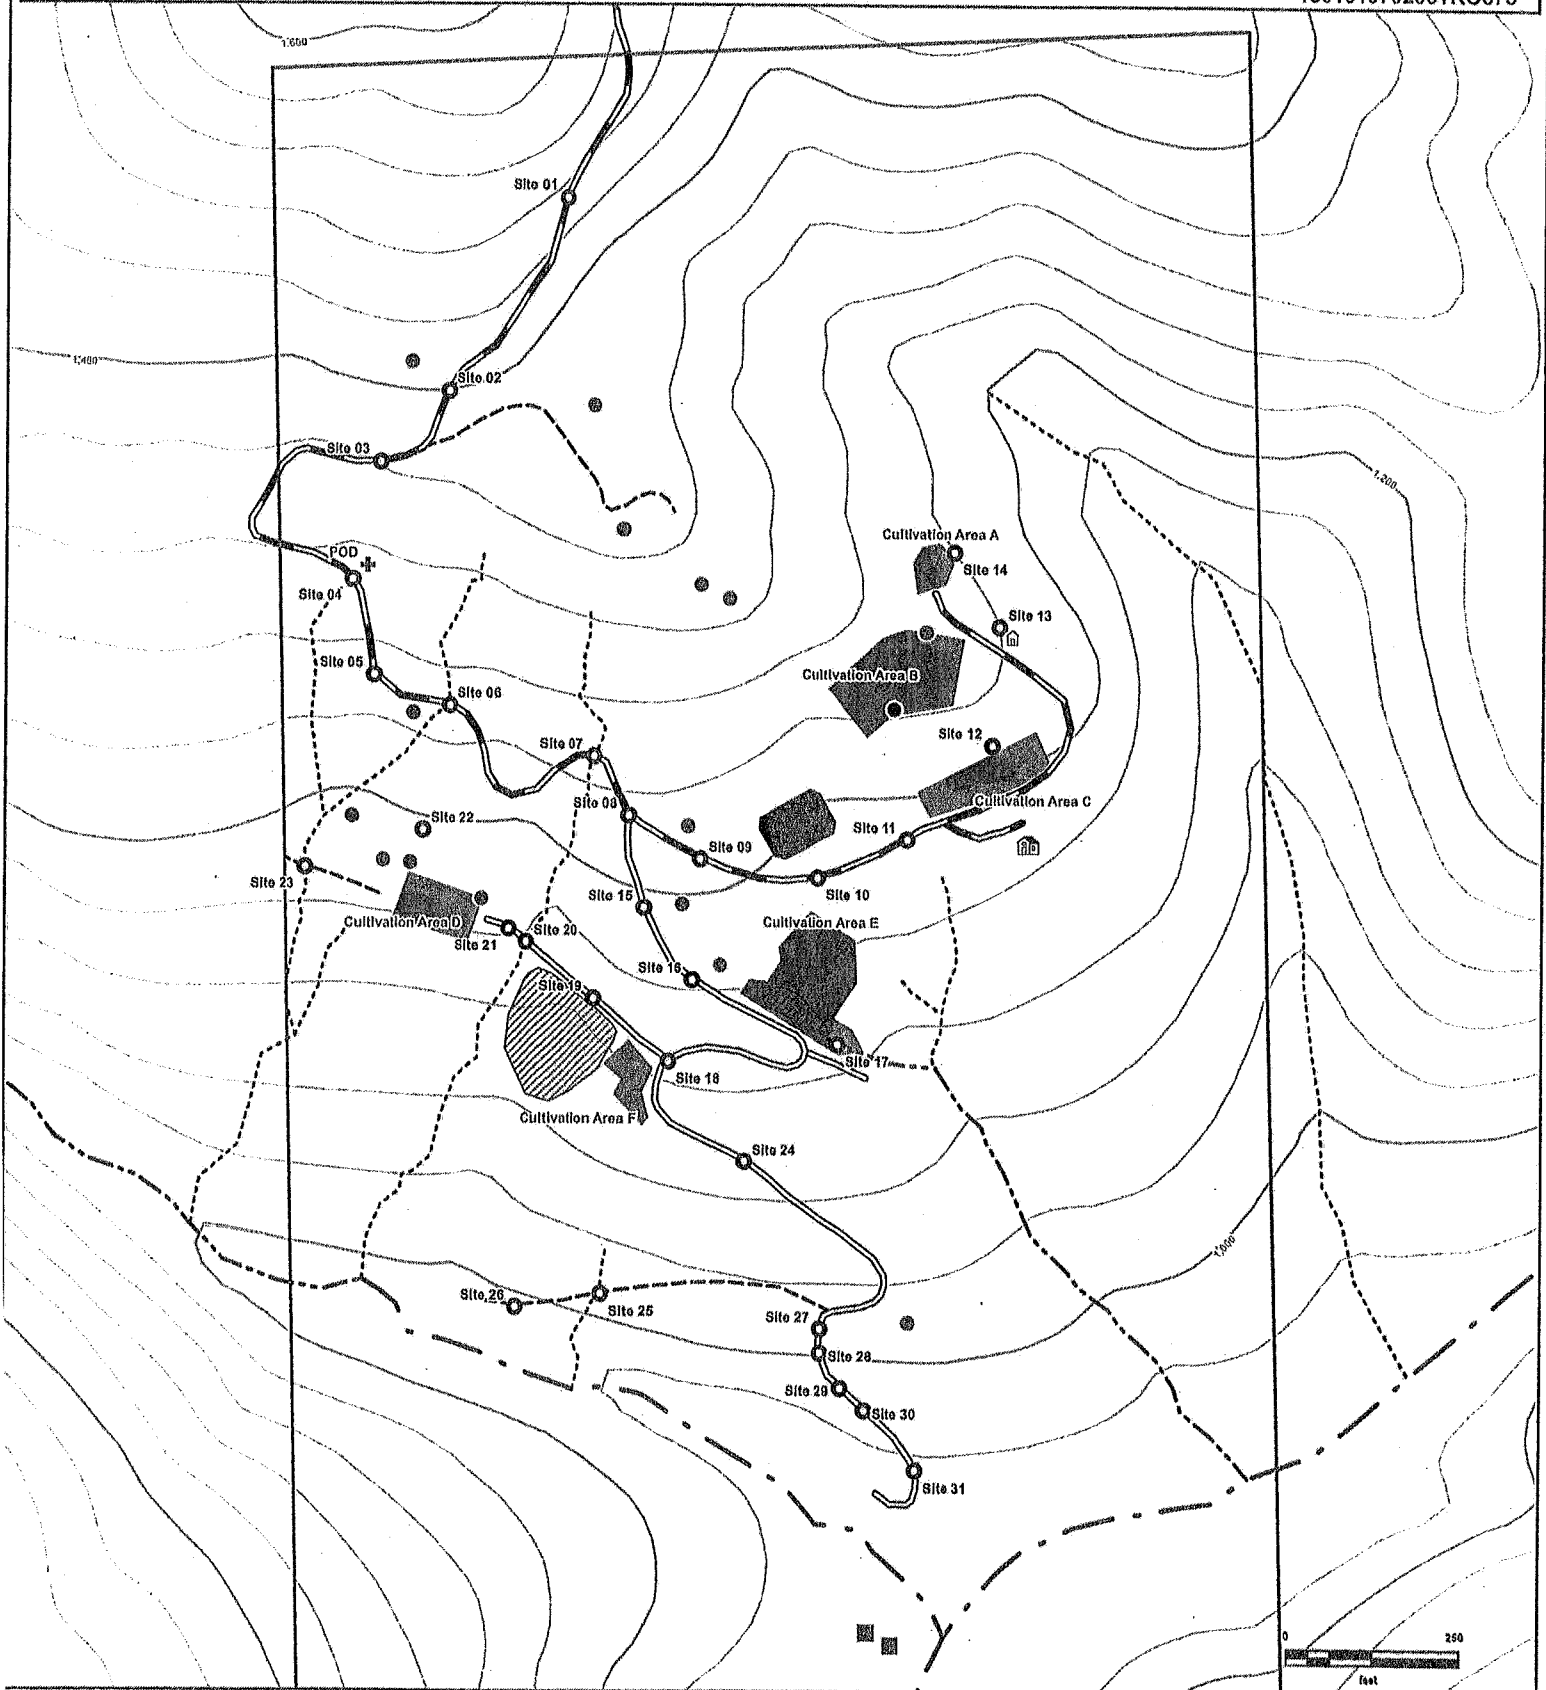 1,600
Site 01
1,400
Site 02
Site 03
POD
Site 04
Cultivation Area A
Site 14
Site 13
Site 05
Cultivation Area B
Site 06
Site 07
Site 12
Site 08
Cultivation Area C
Site 22
Site 11
Site 09
Site 23
Site 10
Site 15
Cultivation Area D
Cultivation Area E
Site 20
Site 21
Site 16
Site 19
Site 17
Site 18
Cultivation Area F
Site 24
1,200
1,000
Site 26
Site 25
Site 27
Site 28
Site 29
Site 30
Site 31
0
250
feet